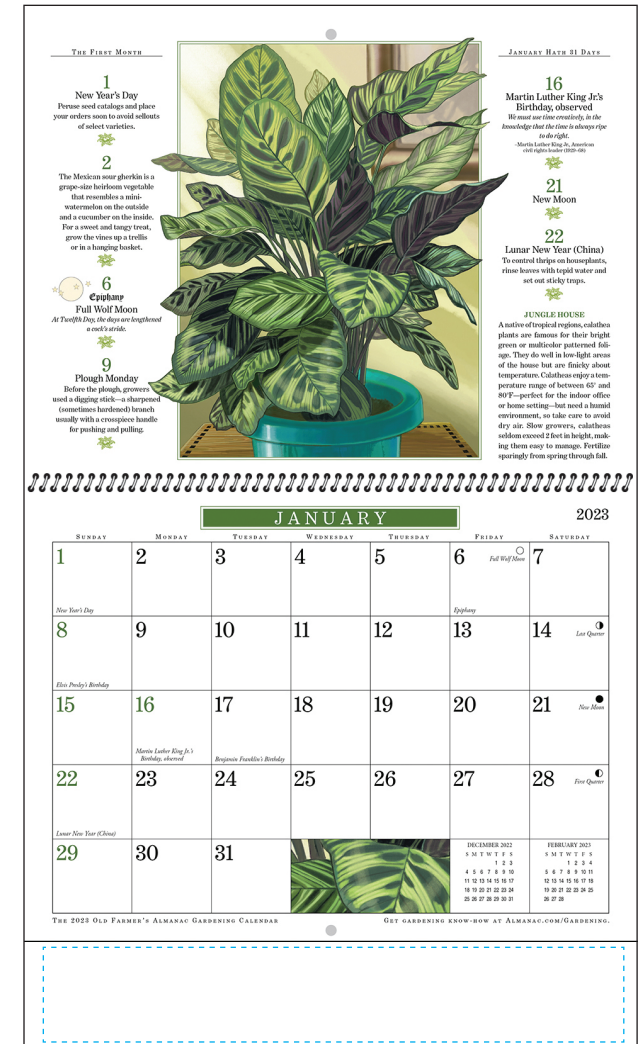 The First Month
1
New Year's Day
Peruse seed catalogs and place
your orders soon to avoid sellouts
of select varieties.
2
The Mexican sour gherkin is a
grape-size heirloom vegetable
that resembles a mini-
watermelon on the outside
and a cucumber on the inside.
For a sweet and tangy treat,
grow the vines up a trellis
or in a hanging basket.
6
Epiphany
Full Wolf Moon
At Twelfth Day, the days are lengthened
a cock's stride.
9
Plough Monday
Before the plough, growers
used a digging stick—a sharpened
(sometimes hardened) branch
usually with a crosspiece handle
for pushing and pulling.
January Hath 31 Days
16
Martin Luther King Jr.'s
Birthday, observed
We must use time creatively, in the
knowledge that the time is always ripe
to do right.
–Martin Luther King Jr., American
civil rights leader (1929–68)
21
New Moon
22
Lunar New Year (China)
To control thrips on houseplants,
rinse leaves with tepid water and
set out sticky traps.
JUNGLE HOUSE
A native of tropical regions, calathea
plants are famous for their bright
green or multicolor patterned foli-
age. They do well in low-light areas
of the house but are finicky about
temperature. Calatheas enjoy a tem-
perature range of between 65° and
80°F—perfect for the indoor office
or home setting—but need a humid
environment, so take care to avoid
dry air. Slow growers, calatheas
seldom exceed 2 feet in height, mak-
ing them easy to manage. Fertilize
sparingly from spring through fall.
JANUARY
2023
Sunday Monday Tuesday Wednesday Thursday Friday Saturday
1 2 3 4 5 6 Full Wolf Moon 7
New Year's Day Epiphany
8 9 10 11 12 13 14 Last Quarter
Elvis Presley's Birthday
15 16 17 18 19 20 21 New Moon
Martin Luther King Jr.'s
Birthday, observed Benjamin Franklin's Birthday
22 23 24 25 26 27 28 First Quarter
Lunar New Year (China)
29 30 31
DECEMBER 2022
S M T W T F S
1 2 3
4 5 6 7 8 9 10
11 12 13 14 15 16 17
18 19 20 21 22 23 24
25 26 27 28 29 30 31
FEBRUARY 2023
S M T W T F S
1 2 3 4
5 6 7 8 9 10 11
12 13 14 15 16 17 18
19 20 21 22 23 24 25
26 27 28
The 2023 Old Farmer's Almanac Gardening Calendar
Get gardening know-how at Almanac.com/Gardening.